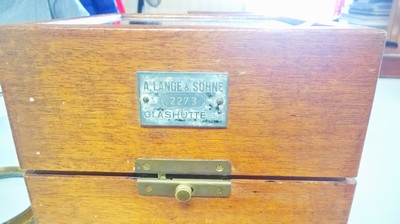 A. LANGE & SÖHNE
2273
GLASHÜTTE